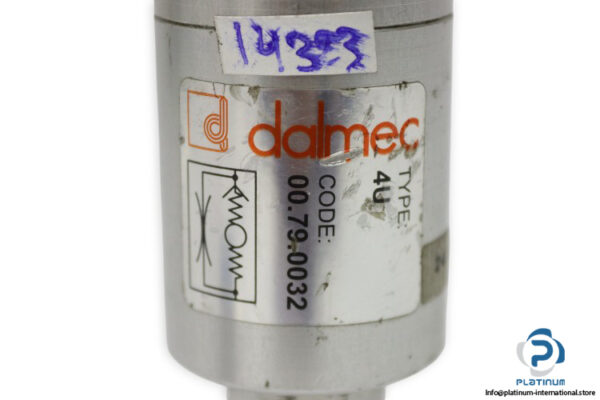 14323
dalmec
TYPE:
4U
CODE:
00.79.0032
PLATINUM
info@platinum-international.store